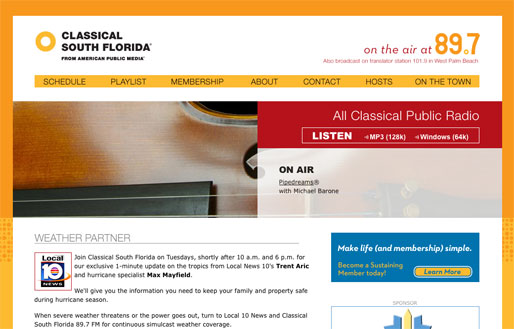 CLASSICAL
SOUTH FLORIDA
FROM AMERICAN PUBLIC MEDIA
on the air at 89.7
Also broadcast on translator station 101.9 in West Palm Beach
SCHEDULE PLAYLIST MEMBERSHIP ABOUT CONTACT HOSTS ON THE TOWN
All Classical Public Radio
LISTEN MP3 (128k) Windows (64k)
ON AIR
Pipedreams®
with Michael Barone
WEATHER PARTNER
Local
10
NEWS
Join Classical South Florida on Tuesdays, shortly after 10 a.m. and 6 p.m. for
our exclusive 1-minute update on the tropics from Local News 10's Trent Aric
and hurricane specialist Max Mayfield.
We'll give you the information you need to keep your family and property safe
during hurricane season.
When severe weather threatens or the power goes out, turn to Local 10 News and Classical
South Florida 89.7 FM for continuous simulcast weather coverage.
Make life (and membership) simple.
Become a Sustaining
Member today!
Learn More
SPONSOR